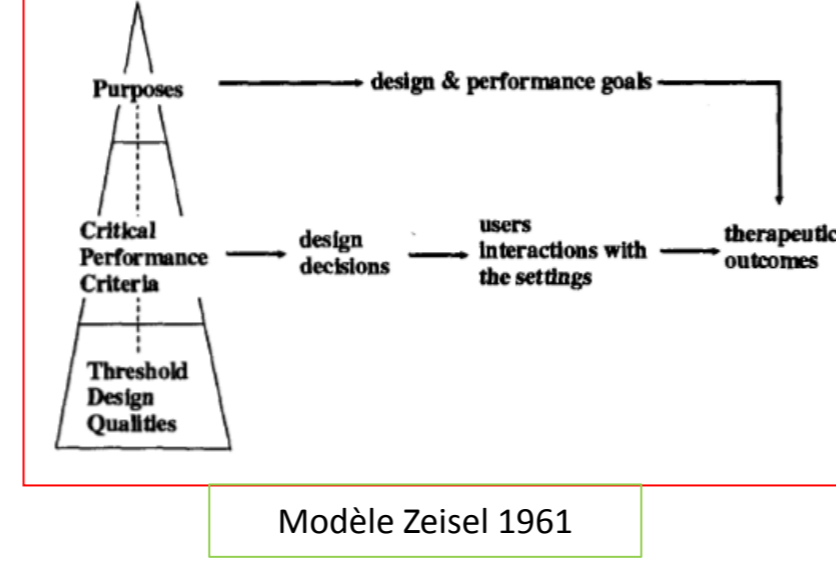 Purposes
design & performance goals
Critical
Performance
Criteria
design
decisions
users
interactions with
the settings
therapeutic
outcomes
Threshold
Design
Qualities
Modèle Zeisel 1961